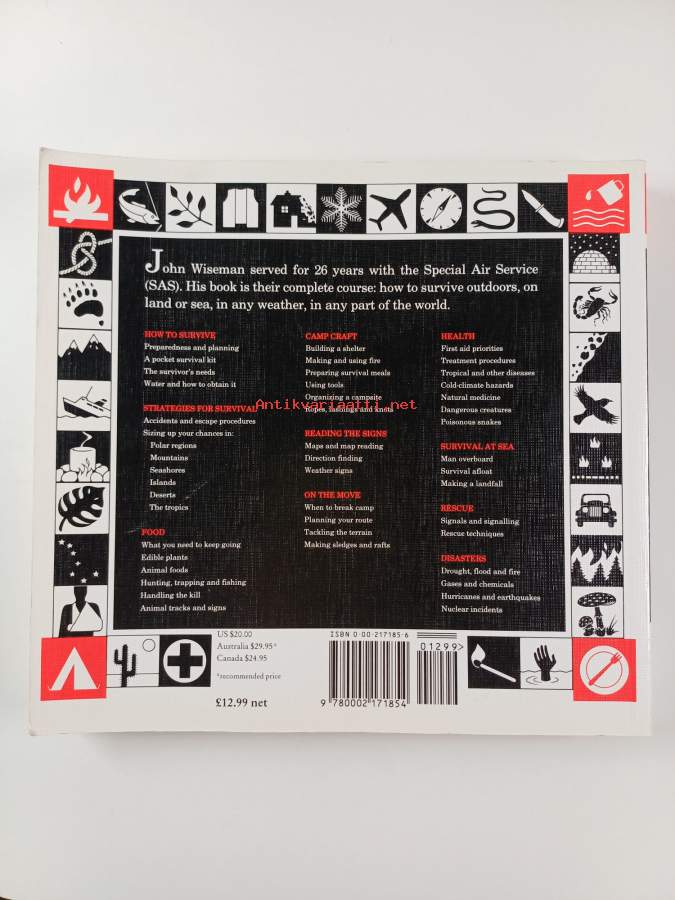 John Wiseman served for 26 years with the Special Air Service
(SAS). His book is their complete course: how to survive outdoors, on
land or sea, in any weather, in any part of the world.
HOW TO SURVIVE
Preparedness and planning
A pocket survival kit
The survivor's needs
Water and how to obtain it
STRATEGIES FOR SURVIVAL
Accidents and escape procedures
Sizing up your chances in:
Polar regions
Mountains
Seashores
Islands
Deserts
The tropics
FOOD
What you need to keep going
Edible plants
Animal foods
Hunting, trapping and fishing
Handling the kill
Animal tracks and signs
CAMP CRAFT
Building a shelter
Making and using fire
Preparing survival meals
Using tools
Organizing a campsite
Antikvariaatti.net
Ropes, lashings and knots
READING THE SIGNS
Maps and map reading
Direction finding
Weather signs
ON THE MOVE
When to break camp
Planning your route
Tackling the terrain
Making sledges and rafts
HEALTH
First aid priorities
Treatment procedures
Tropical and other diseases
Cold-climate hazards
Natural medicine
Dangerous creatures
Poisonous snakes
SURVIVAL AT SEA
Man overboard
Survival afloat
Making a landfall
RESCUE
Signals and signalling
Rescue techniques
DISASTERS
Drought, flood and fire
Gases and chemicals
Hurricanes and earthquakes
Nuclear incidents
US $20.00
Australia $29.95*
Canada $24.95
*recommended price
£12.99 net
ISBN 0-00-217185-6
01299>
9 780002 171854